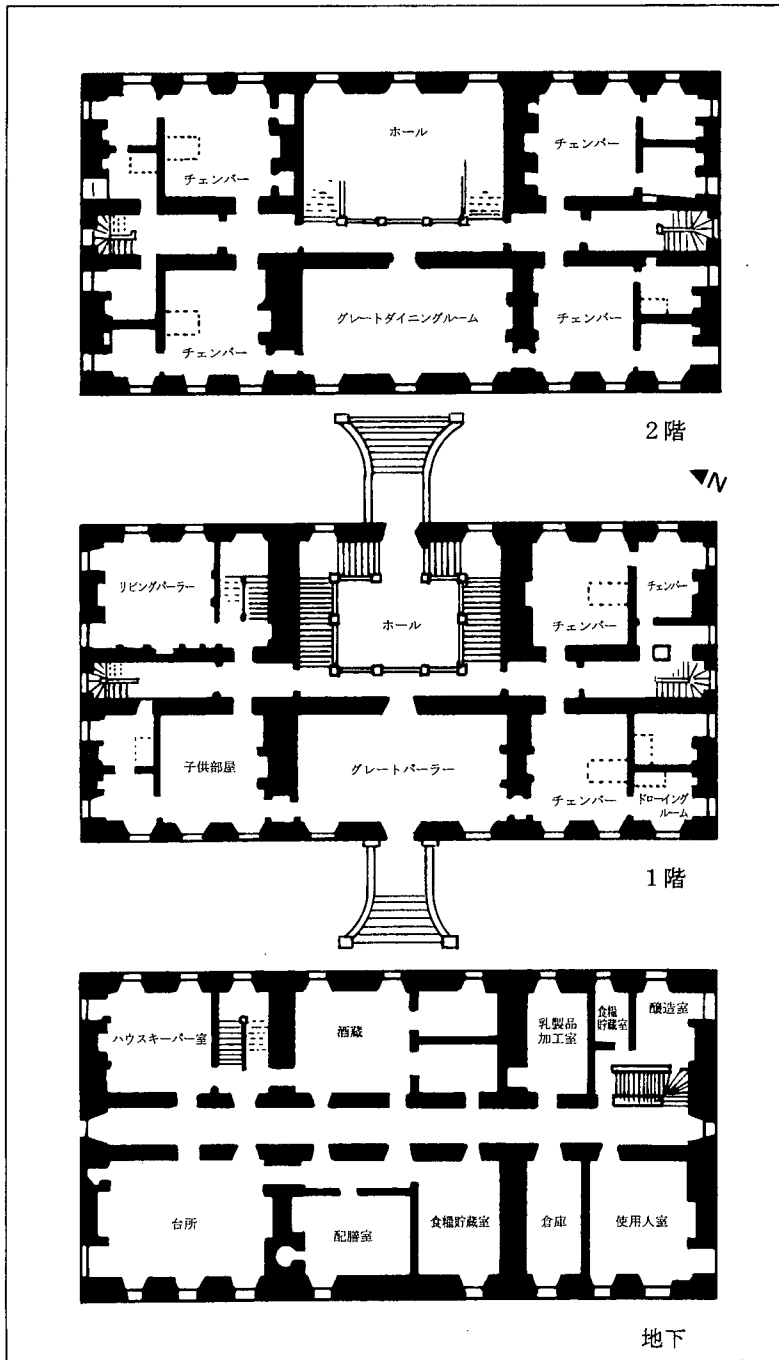 ホール
チェンバー
チェンバー
グレートダイニングルーム
チェンバー
チェンバー
2階
N
リビングパーラー
チェンバー
ホール
チェンバー
子供部屋
グレートパーラー
チェンバー
ドローイング
ルーム
1階
ハウスキーパー室
酒蔵
乳製品
加工室
食糧
貯蔵室
醸造室
台所
配膳室
食糧貯蔵室
倉庫
使用人室
地下